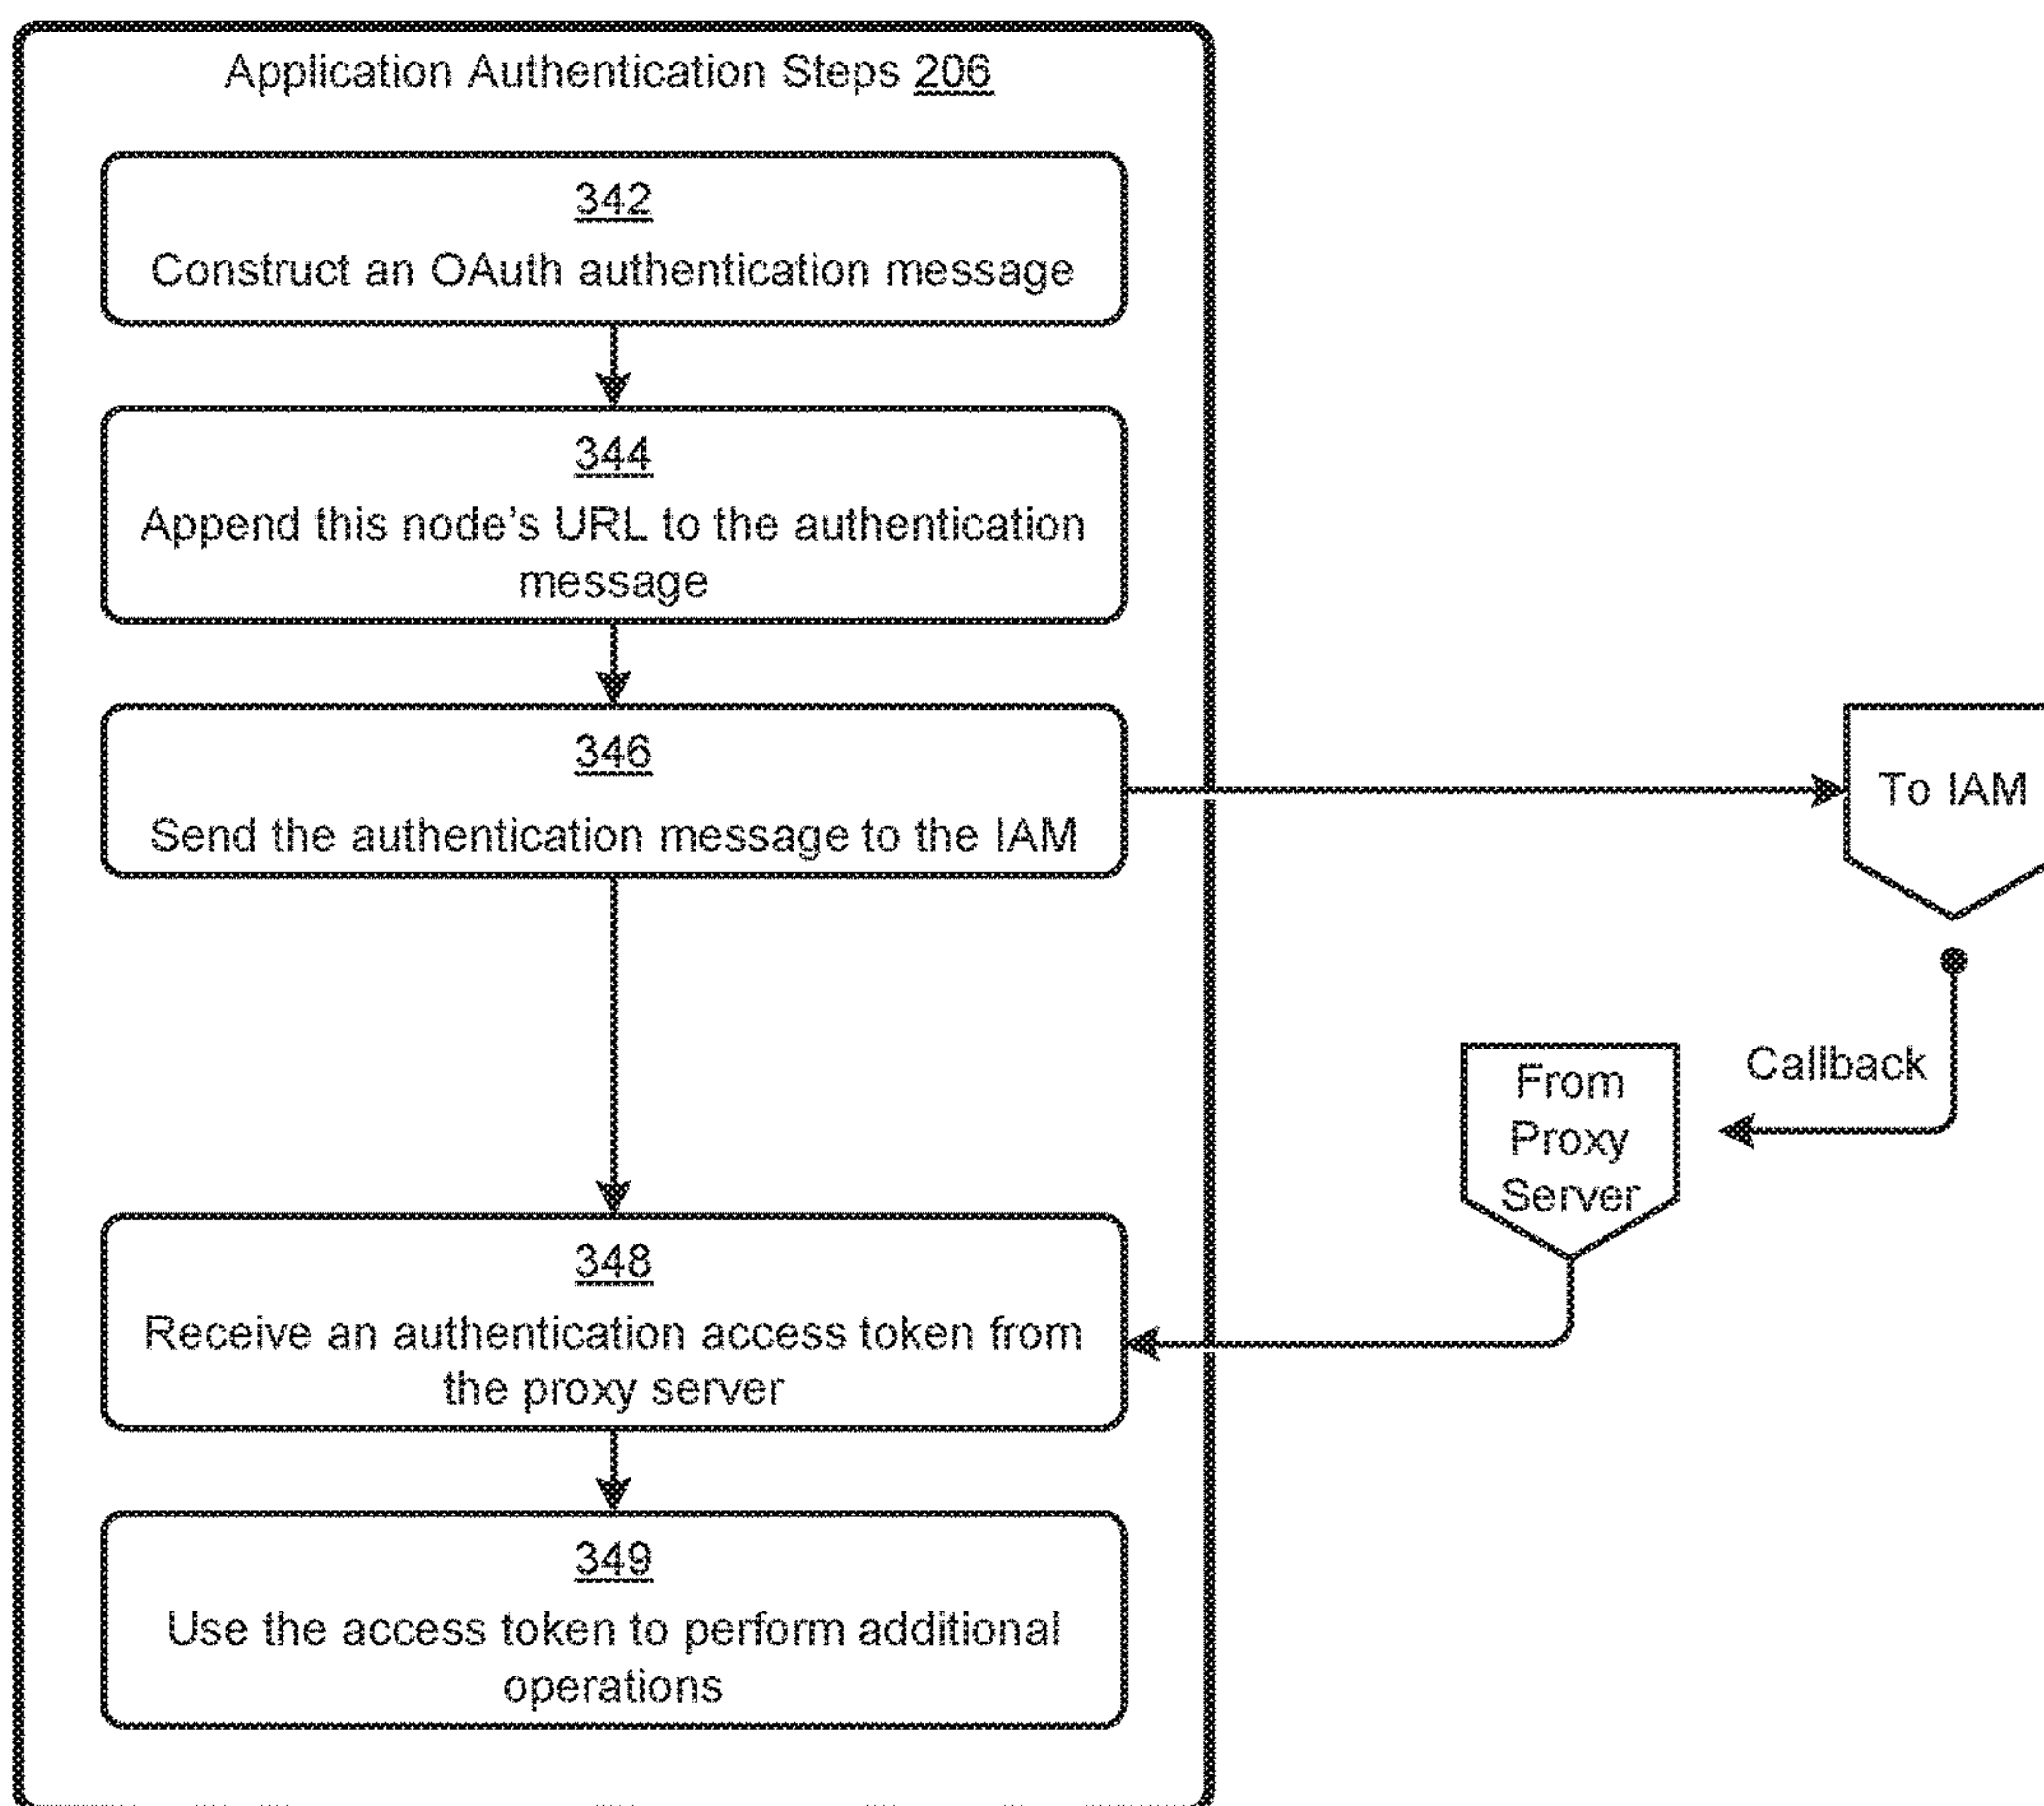 Application Authentication Steps 206
342
Construct an OAuth authentication message
344
Append this node's URL to the authentication
message
346
Send the authentication message to the IAM
To IAM
Callback
From
Proxy
Server
348
Receive an authentication access token from
the proxy server
349
Use the access token to perform additional
operations